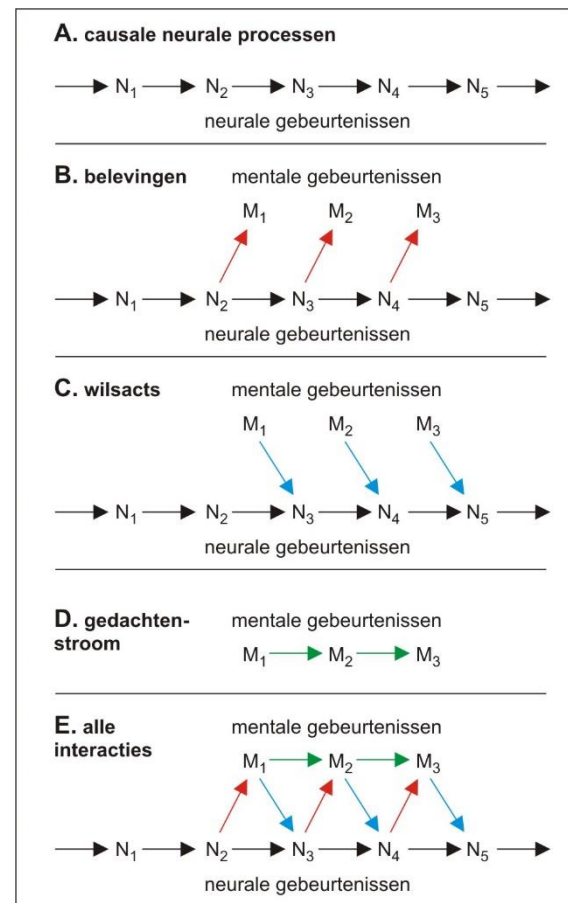 A. causale neurale processen
N₁ N₂ N₃ N₄ N₅
neurale gebeurtenissen
B. belevingen mentale gebeurtenissen
M₁ M₂ M₃
N₁ N₂ N₃ N₄ N₅
neurale gebeurtenissen
C. wilsacts mentale gebeurtenissen
M₁ M₂ M₃
N₁ N₂ N₃ N₄ N₅
neurale gebeurtenissen
D. gedachten- mentale gebeurtenissen
stroom M₁ M₂ M₃
E. alle mentale gebeurtenissen
interacties M₁ M₂ M₃
N₁ N₂ N₃ N₄ N₅
neurale gebeurtenissen